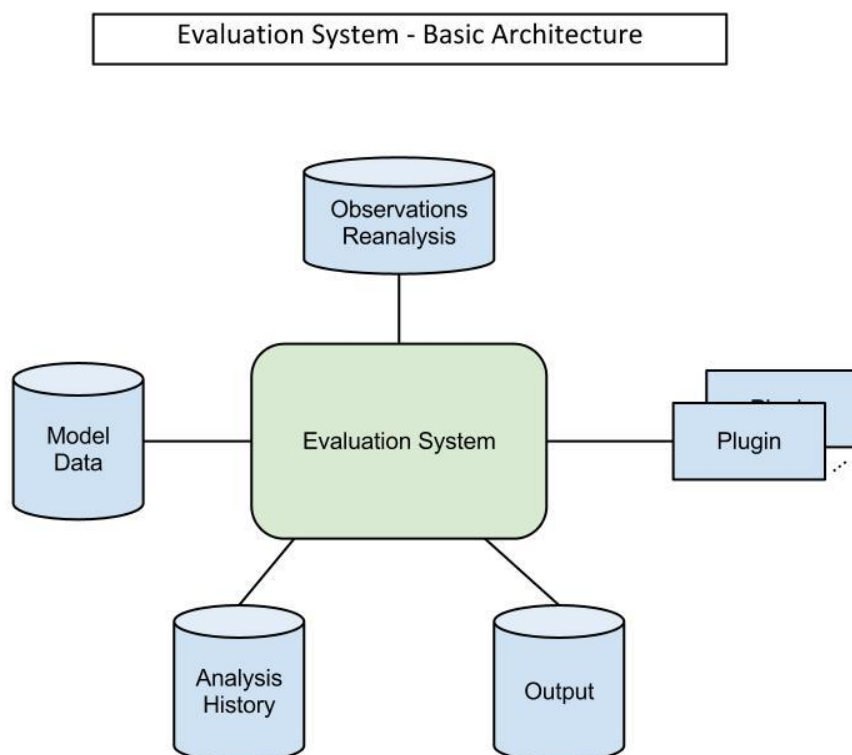 Evaluation System - Basic Architecture
Observations
Reanalysis
Model
Data
Evaluation System
Plugin
Analysis
History
Output